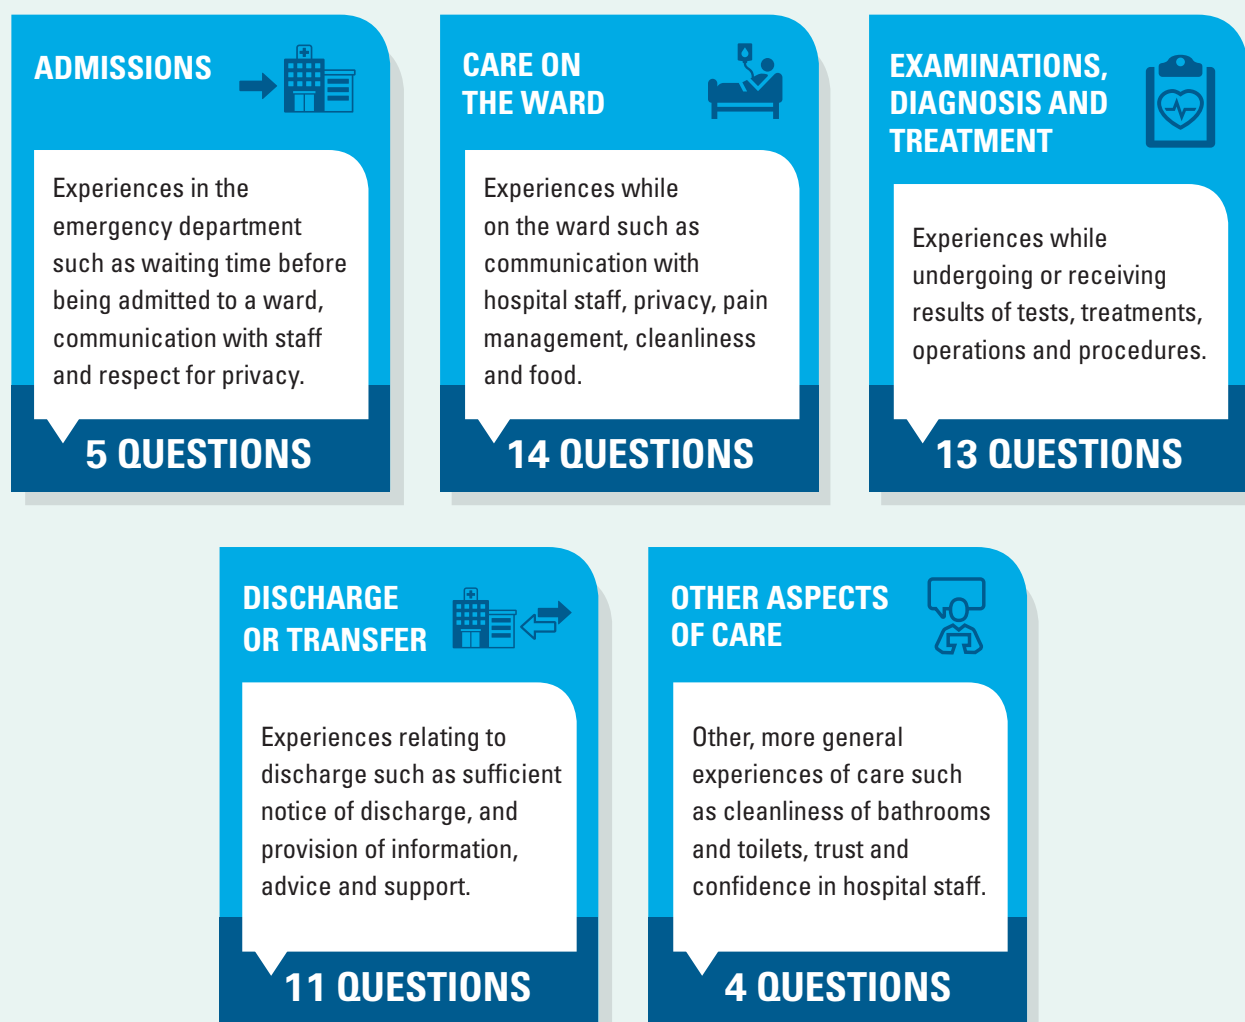 ADMISSIONS
Experiences in the
emergency department
such as waiting time before
being admitted to a ward,
communication with staff
and respect for privacy.
5 QUESTIONS
CARE ON
THE WARD
Experiences while
on the ward such as
communication with
hospital staff, privacy, pain
management, cleanliness
and food.
14 QUESTIONS
EXAMINATIONS,
DIAGNOSIS AND
TREATMENT
Experiences while
undergoing or receiving
results of tests, treatments,
operations and procedures.
13 QUESTIONS
DISCHARGE
OR TRANSFER
Experiences relating to
discharge such as sufficient
notice of discharge, and
provision of information,
advice and support.
11 QUESTIONS
OTHER ASPECTS
OF CARE
Other, more general
experiences of care such
as cleanliness of bathrooms
and toilets, trust and
confidence in hospital staff.
4 QUESTIONS